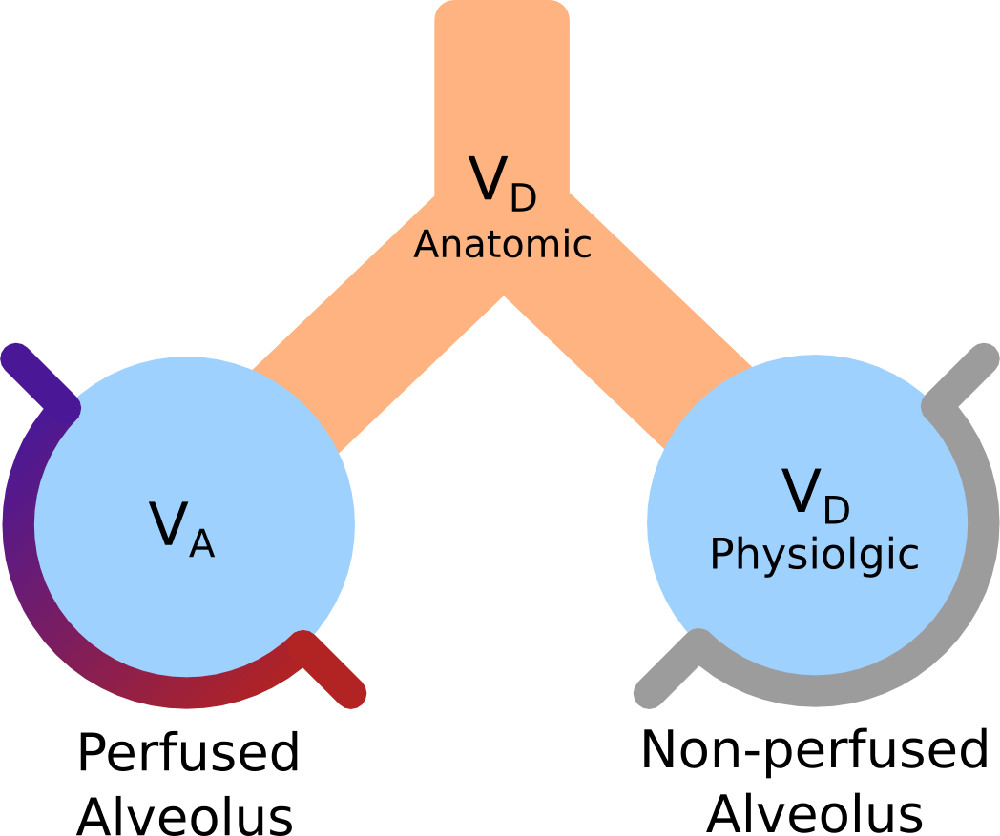 VD
Anatomic
VA
VD
Physiolgic
Perfused
Alveolus
Non-perfused
Alveolus